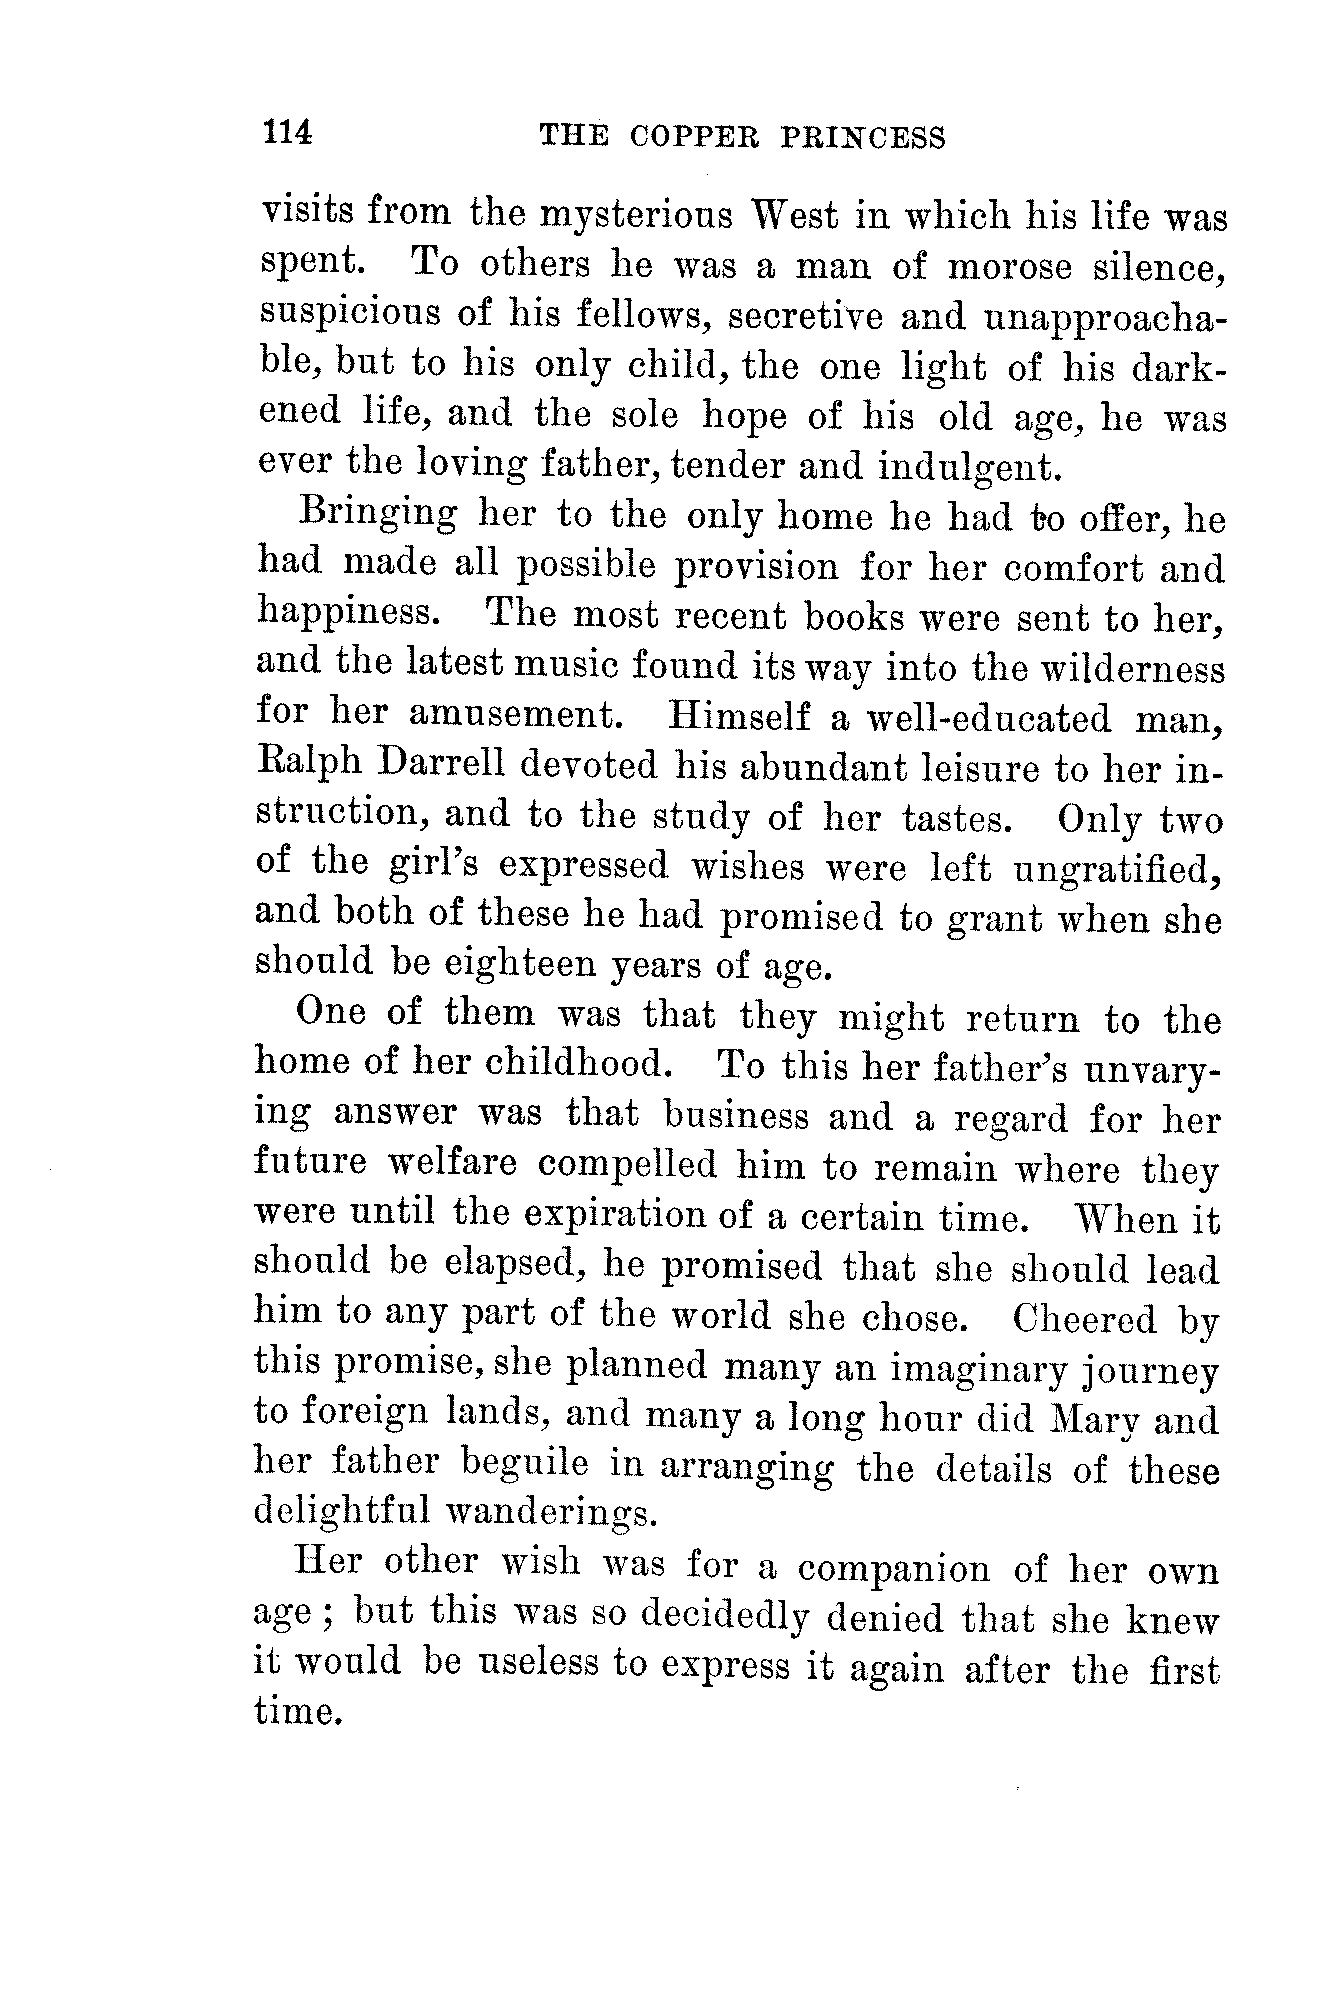 114 THE COPPER PRINCESS
visits from the mysterious West in which his life was
spent. To others he was a man of morose silence,
suspicious of his fellows, secretive and unapproacha-
ble, but to his only child, the one light of his dark-
ened life, and the sole hope of his old age, he was
ever the loving father, tender and indulgent.
Bringing her to the only home he had to offer, he
had made all possible provision for her comfort and
happiness. The most recent books were sent to her,
and the latest music found its way into the wilderness
for her amusement. Himself a well-educated man,
Ralph Darrell devoted his abundant leisure to her in-
struction, and to the study of her tastes. Only two
of the girl's expressed wishes were left ungratified,
and both of these he had promised to grant when she
should be eighteen years of age.
One of them was that they might return to the
home of her childhood. To this her father's unvary-
ing answer was that business and a regard for her
future welfare compelled him to remain where they
were until the expiration of a certain time. When it
should be elapsed, he promised that she should lead
him to any part of the world she chose. Cheered by
this promise, she planned many an imaginary journey
to foreign lands, and many a long hour did Mary and
her father beguile in arranging the details of these
delightful wanderings.
Her other wish was for a companion of her own
age ; but this was so decidedly denied that she knew
it would be useless to express it again after the first
time.